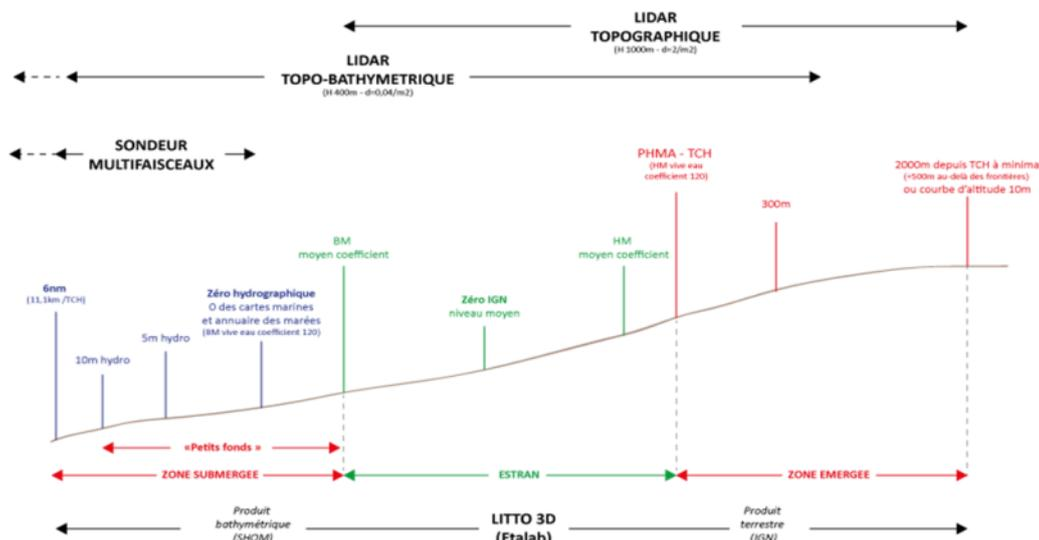 LIDAR
TOPOGRAPHIQUE
(H 1000m - d=2/m2)
LIDAR
TOPO-BATHYMETRIQUE
(H 400m - d=0,04/m2)
SONDEUR
MULTIFAISCEAUX
PHMA - TCH
(HM vive eau
coefficient 120)
2000m depuis TCH à minima
(<500m au-delà des frontières)
ou courbe d'altitude 10m
300m
BM
moyen coefficient
HM
moyen coefficient
6nm
(11,1km /TCH)
Zéro hydrographique
0 des cartes marines
et annuaire des marées
(BM vive eau coefficient 120)
Zéro IGN
niveau moyen
5m hydro
10m hydro
«Petits fonds »
ZONE SUBMERGEE
ESTRAN
ZONE EMERGEE
Produit
bathymétrique
(SHOM)
LITTO 3D
(Etalab)
Produit
terrestre
(IGN)